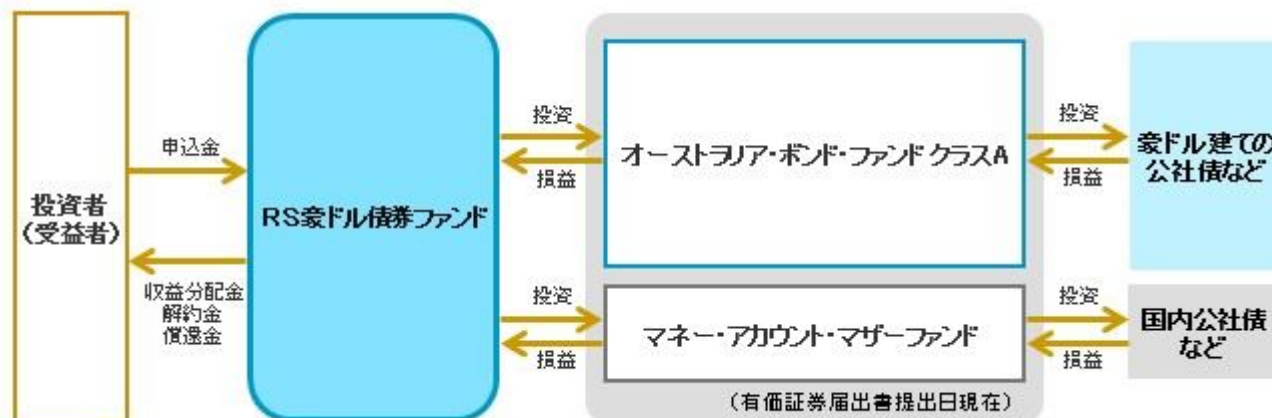 投資者
（受益者）
申込金
収益分配金
解約金
償還金
RS豪ドル債券ファンド
投資
損益
オーストラリア・ボンド・ファンド クラスA
投資
損益
豪ドル建ての
公社債など
投資
損益
マネー・アカウント・マザーファンド
投資
損益
国内公社債
など
（有価証券届出書提出日現在）